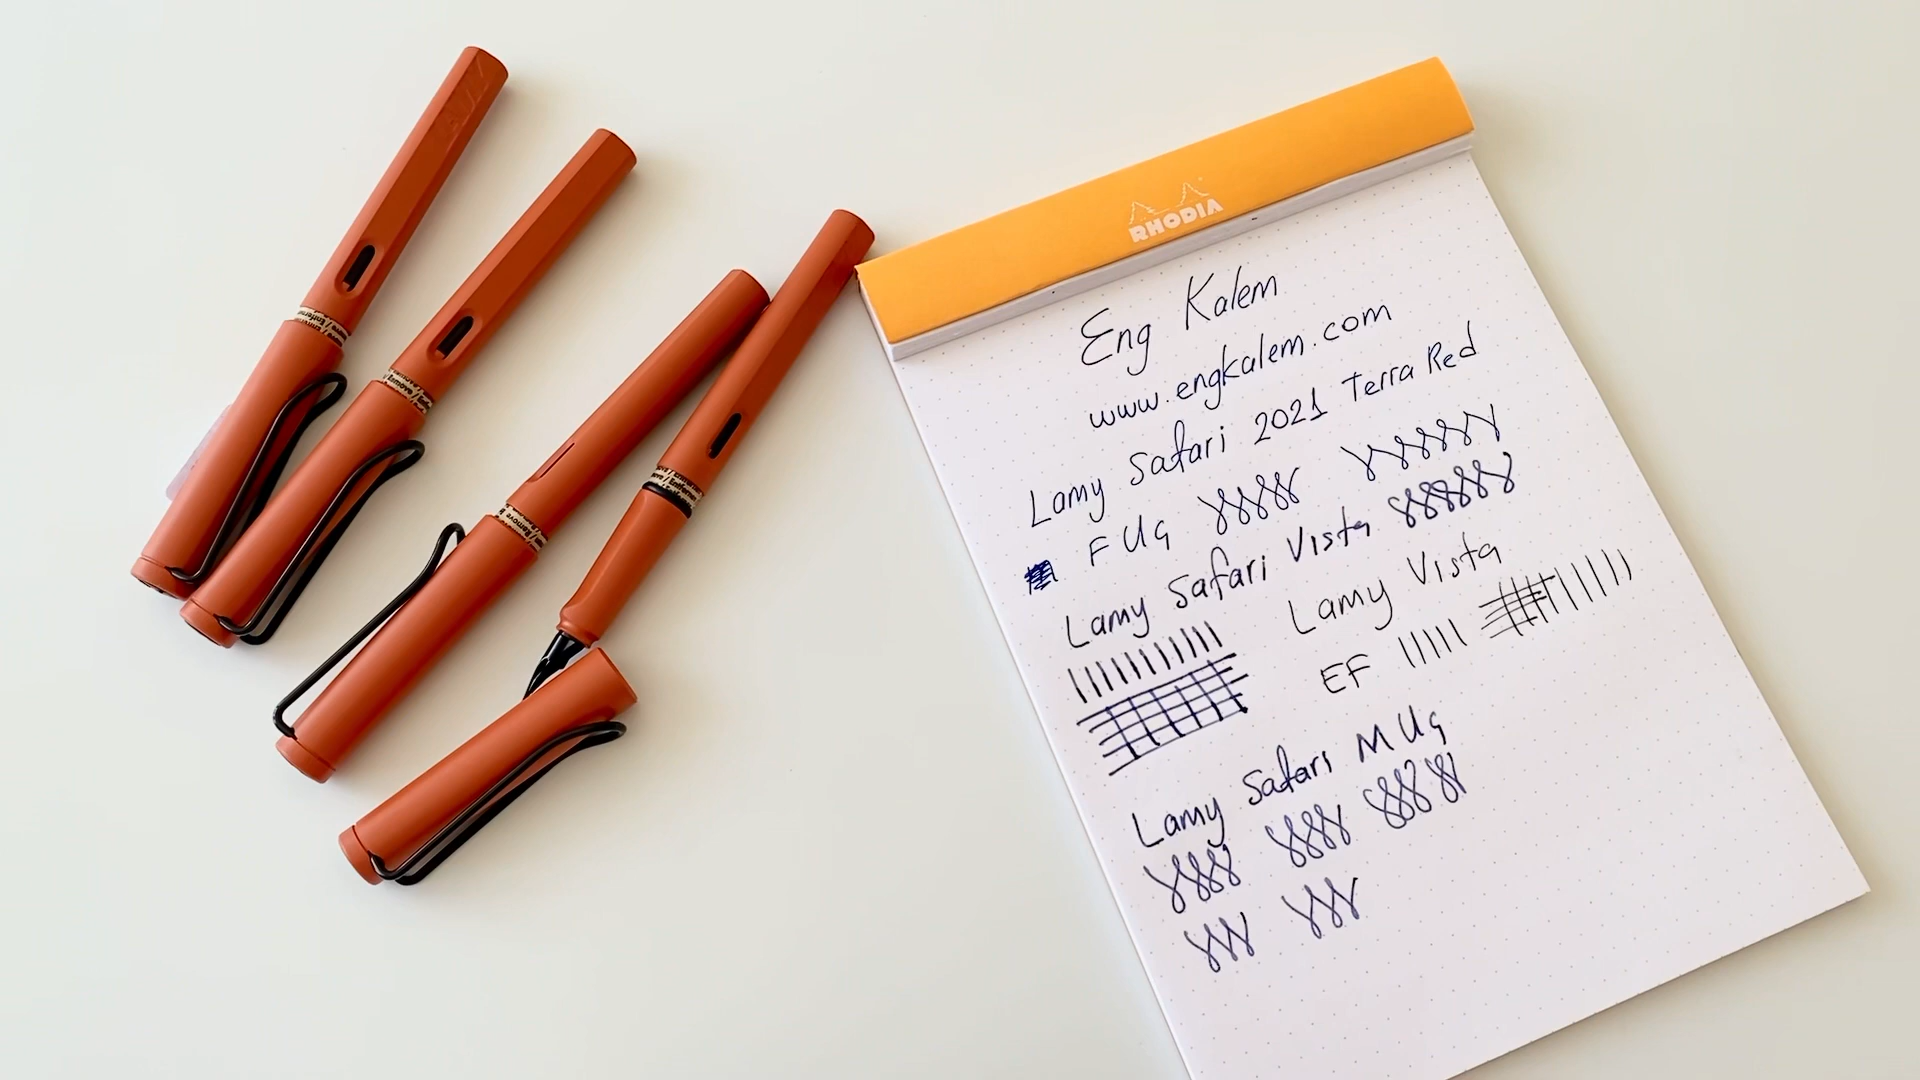 RHODIA
Eng Kalem
www.engkalem.com
Lamy Safari 2021 Terra Red
F Uç
Lamy Safari Vista
Lamy Vista
EF
Lamy Safari M Uç